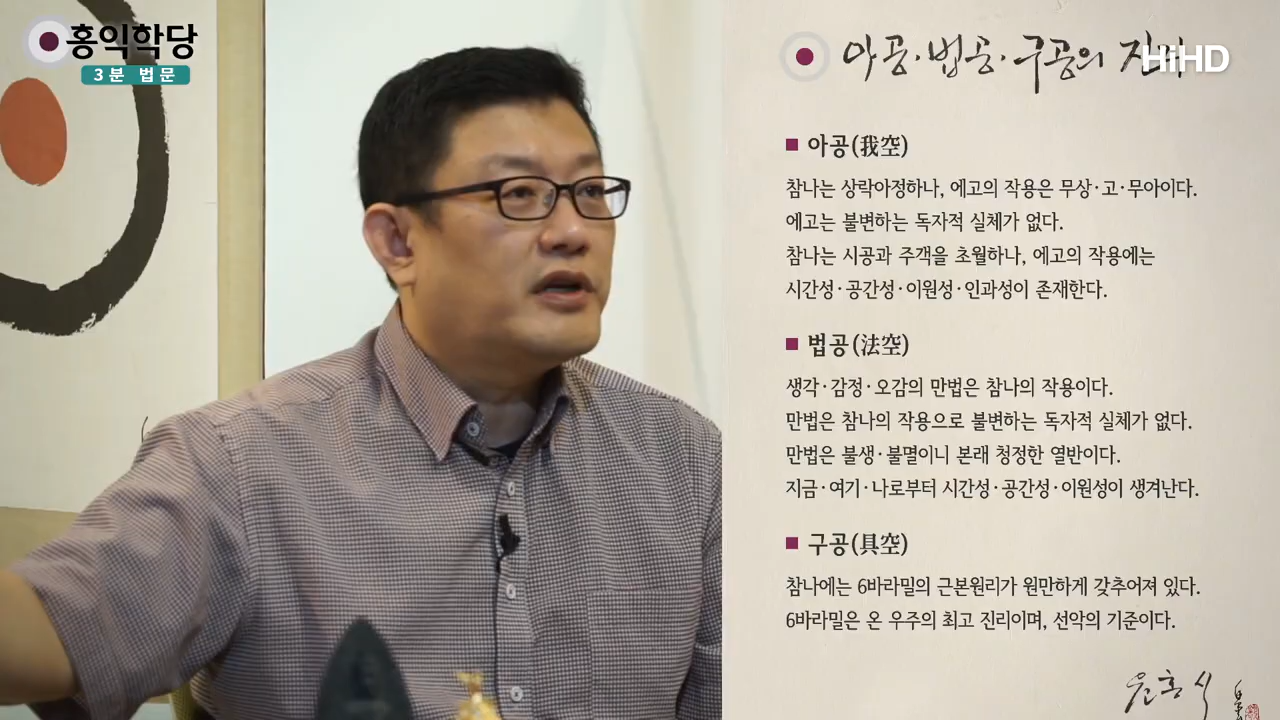 홍익학당
3분 법문
아공·법공·구공의 진리
HiHD
■ 아공(我空)
참나는 상락아정하나, 에고의 작용은 무상·고·무아이다.
에고는 불변하는 독자적 실체가 없다.
참나는 시공과 주객을 초월하나, 에고의 작용에는
시간성·공간성·이원성·인과성이 존재한다.
■ 법공(法空)
생각·감정·오감의 만법은 참나의 작용이다.
만법은 참나의 작용으로 불변하는 독자적 실체가 없다.
만법은 불생·불멸이니 본래 청정한 열반이다.
지금·여기·나로부터 시간성·공간성·이원성이 생겨난다.
■ 구공(具空)
참나에는 6바라밀의 근본원리가 원만하게 갖추어져 있다.
6바라밀은 온 우주의 최고 진리이며, 선악의 기준이다.
윤홍식